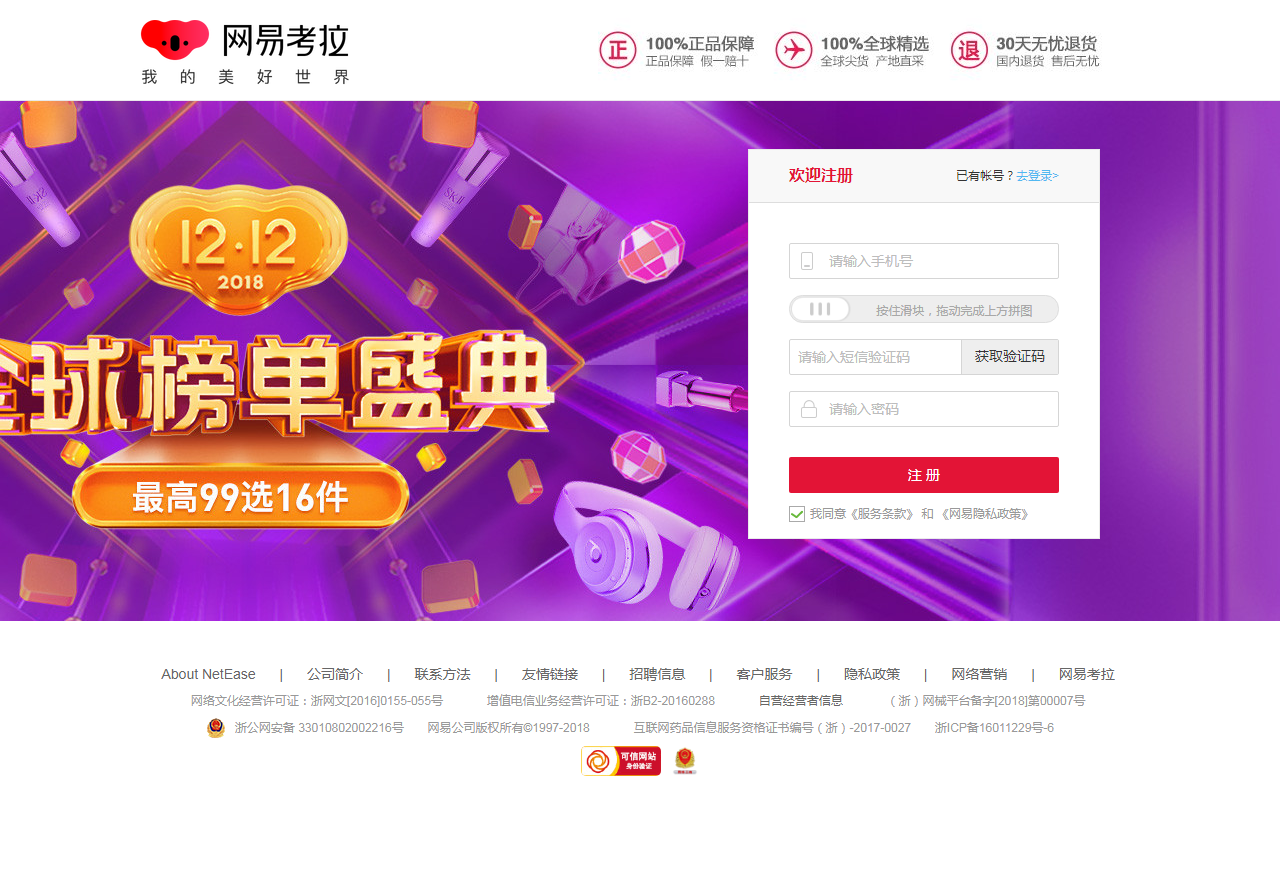 网易考拉
我的美好世界
正 100%正品保障 正品保障 假一赔十
100%全球精选 全球尖货 产地直采
退 30天无忧退货 国内退货 售后无忧
12·12
2018
全球榜单盛典
最高99选16件
SKII
SKII
欢迎注册 已有帐号？去登录>
请输入手机号
按住滑块，拖动完成上方拼图
请输入短信验证码 获取验证码
请输入密码
注 册
我同意《服务条款》 和 《网易隐私政策》
About NetEase | 公司简介 | 联系方法 | 友情链接 | 招聘信息 | 客户服务 | 隐私政策 | 网络营销 | 网易考拉
网络文化经营许可证：浙网文[2016]0155-055号 增值电信业务经营许可证：浙B2-20160288 自营经营者信息 （浙）网械平台备字[2018]第00007号
浙公网安备 33010802002216号 网易公司版权所有©1997-2018 互联网药品信息服务资格证书编号（浙）-2017-0027 浙ICP备16011229号-6
可信网站
身份验证